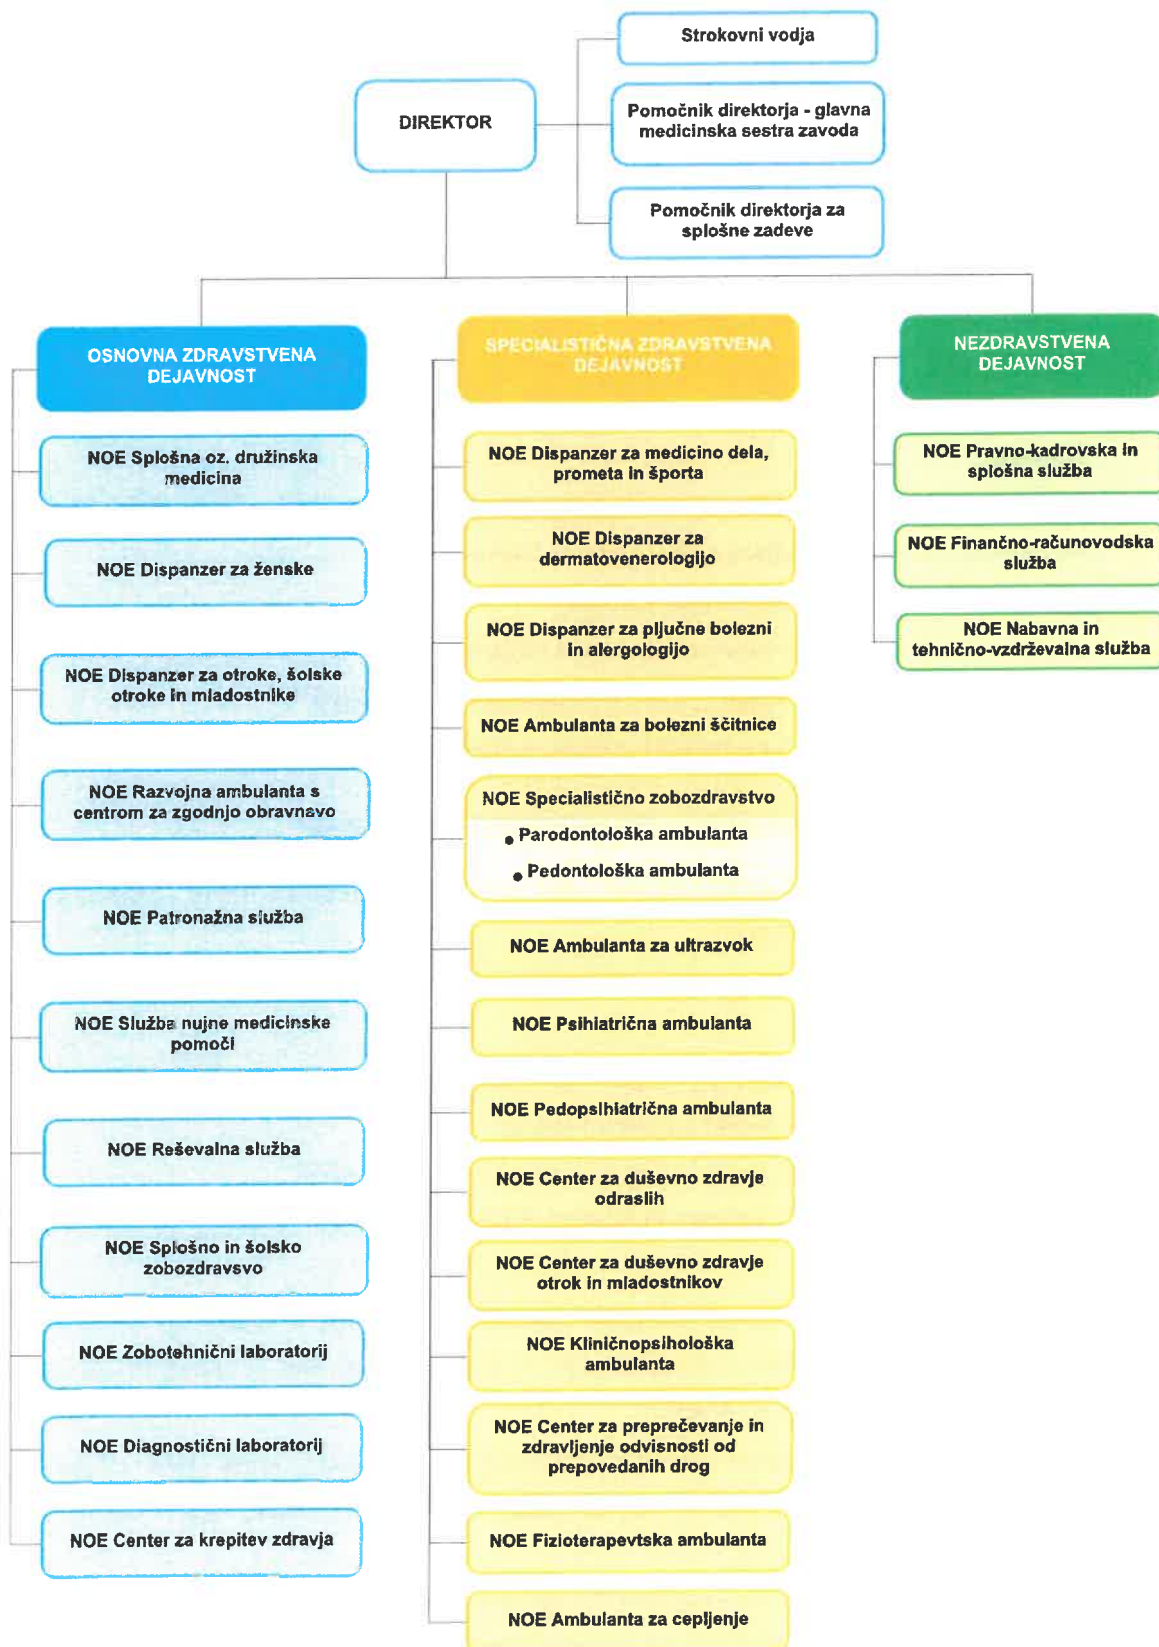 Strokovni vodja
DIREKTOR
Pomočnik direktorja - glavna
medicinska sestra zavoda
Pomočnik direktorja za
splošne zadeve
OSNOVNA ZDRAVSTVENA
DEJAVNOST
NOE Splošna oz. družinska
medicina
NOE Dispanzer za ženske
NOE Dispanzer za otroke, šolske
otroke in mladostnike
NOE Razvojna ambulanta s
centrom za zgodnjo obravnavo
NOE Patronažna služba
NOE Služba nujne medicinske
pomoči
NOE Reševalna služba
NOE Splošno in šolsko
zobozdravsvo
NOE Zobotehnični laboratorij
NOE Diagnostični laboratorij
NOE Center za krepitev zdravja
SPECIALISTIČNA ZDRAVSTVENA
DEJAVNOST
NOE Dispanzer za medicino dela,
prometa in športa
NOE Dispanzer za
dermatovenerologijo
NOE Dispanzer za pljučne bolezni
in alergologijo
NOE Ambulanta za bolezni ščitnice
NOE Specialistično zobozdravstvo
• Parodontološka ambulanta
• Pedontološka ambulanta
NOE Ambulanta za ultrazvok
NOE Psihiatrična ambulanta
NOE Pedopsihiatrična ambulanta
NOE Center za duševno zdravje
odraslih
NOE Center za duševno zdravje
otrok in mladostnikov
NOE Kliničnopsihološka
ambulanta
NOE Center za preprečevanje in
zdravljenje odvisnosti od
prepovedanih drog
NOE Fizioterapevtska ambulanta
NOE Ambulanta za cepljenje
NEZDRAVSTVENA
DEJAVNOST
NOE Pravno-kadrovska in
splošna služba
NOE Finančno-računovodska
služba
NOE Nabavna in
tehnično-vzdrževalna služba